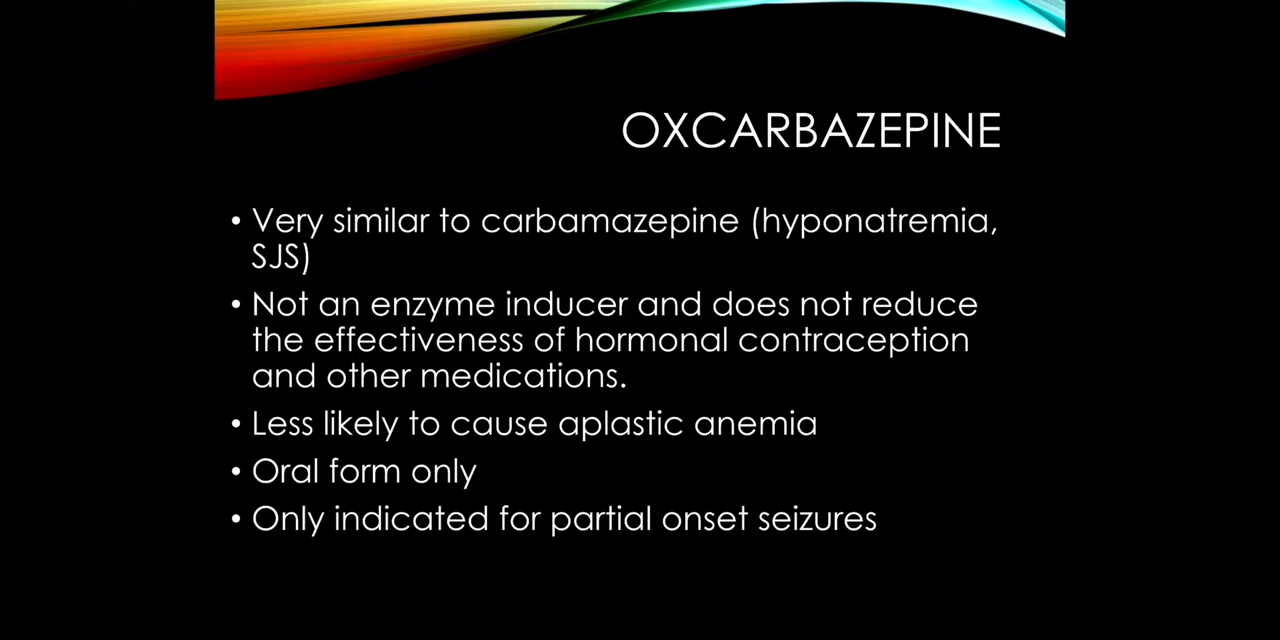 OXCARBAZEPINE
• Very similar to carbamazepine (hyponatremia,
SJS)
• Not an enzyme inducer and does not reduce
the effectiveness of hormonal contraception
and other medications.
• Less likely to cause aplastic anemia
• Oral form only
• Only indicated for partial onset seizures